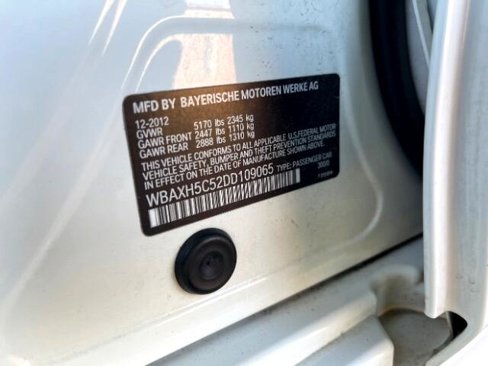 MFD BY BAYERISCHE MOTOREN WERKE AG
12-2012
GVWR 5170 lbs 2345 kg
GAWR FRONT 2447 lbs 1110 kg
GAWR REAR 2888 lbs 1310 kg
THIS VEHICLE CONFORMS TO ALL APPLICABLE U.S.FEDERAL MOTOR
VEHICLE SAFETY, BUMPER AND THEFT PREVENTION STANDARDS
IN EFFECT ON THE DATE OF MANUFACTURE SHOWN ABOVE.
WBAXH5C52DD109065 TYPE: PASSENGER CAR
300/0